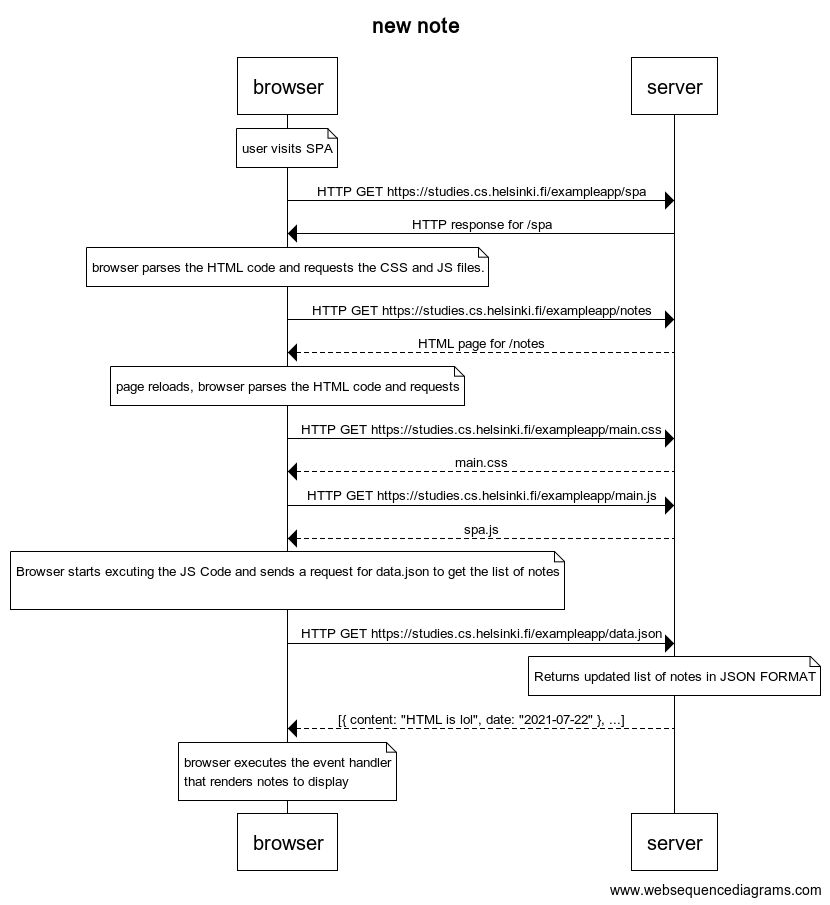 new note
browser
server
user visits SPA
HTTP GET https://studies.cs.helsinki.fi/exampleapp/spa
HTTP response for /spa
browser parses the HTML code and requests the CSS and JS files.
HTTP GET https://studies.cs.helsinki.fi/exampleapp/notes
HTML page for /notes
page reloads, browser parses the HTML code and requests
HTTP GET https://studies.cs.helsinki.fi/exampleapp/main.css
main.css
HTTP GET https://studies.cs.helsinki.fi/exampleapp/main.js
spa.js
Browser starts excuting the JS Code and sends a request for data.json to get the list of notes
HTTP GET https://studies.cs.helsinki.fi/exampleapp/data.json
Returns updated list of notes in JSON FORMAT
[{ content: "HTML is lol", date: "2021-07-22" }, ...]
browser executes the event handler
that renders notes to display
browser
server
www.websequencediagrams.com